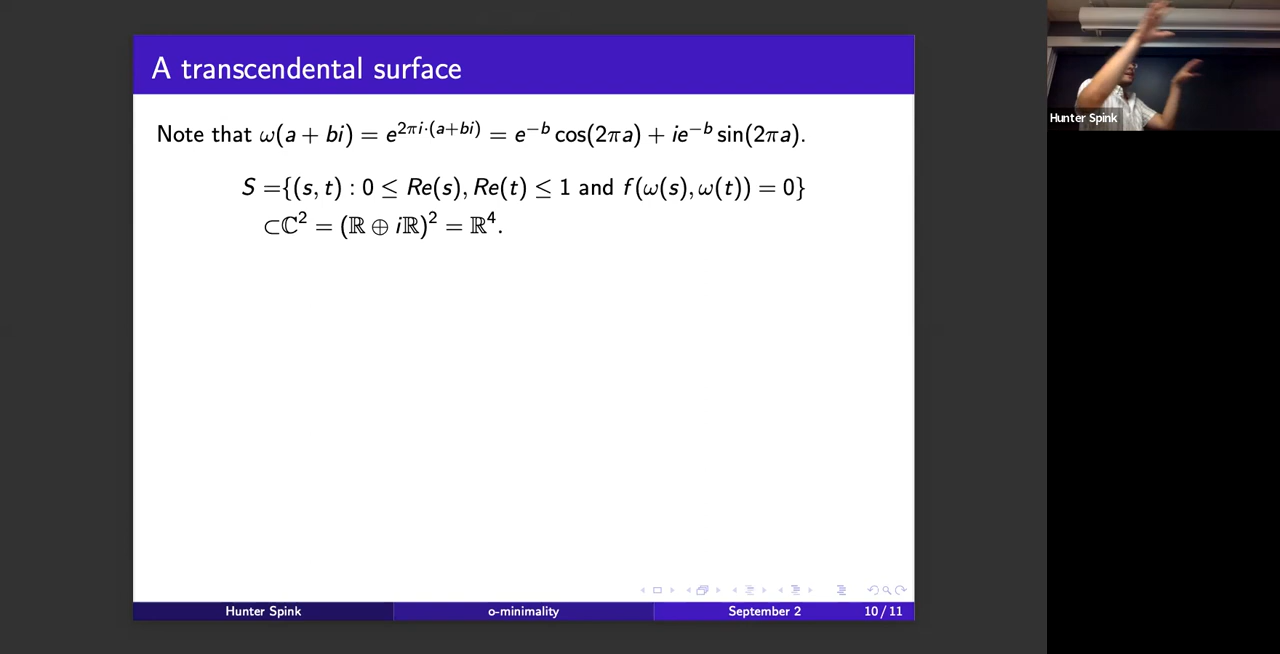 A transcendental surface
Note that ω(a + bi) = e^{2πi·(a+bi)} = e^{−b} cos(2πa) + ie^{−b} sin(2πa).
S ={(s, t) : 0 ≤ Re(s), Re(t) ≤ 1 and f(ω(s), ω(t)) = 0}
⊂ℂ² = (ℝ ⊕ iℝ)² = ℝ⁴.
Hunter Spink
Hunter Spink o-minimality September 2 10 / 11